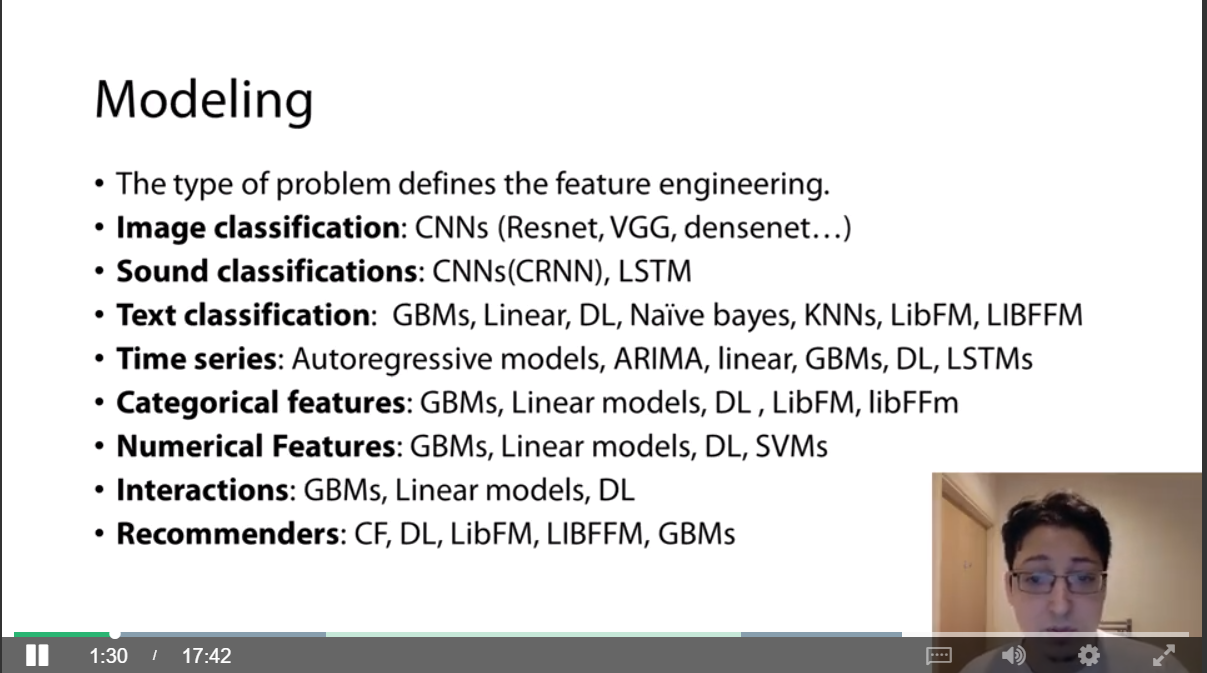 Modeling
• The type of problem defines the feature engineering.
• Image classification: CNNs (Resnet, VGG, densenet…)
• Sound classifications: CNNs(CRNN), LSTM
• Text classification:  GBMs, Linear, DL, Naïve bayes, KNNs, LibFM, LIBFFM
• Time series: Autoregressive models, ARIMA, linear, GBMs, DL, LSTMs
• Categorical features: GBMs, Linear models, DL , LibFM, libFFm
• Numerical Features: GBMs, Linear models, DL, SVMs
• Interactions: GBMs, Linear models, DL
• Recommenders: CF, DL, LibFM, LIBFFM, GBMs
1:30 / 17:42